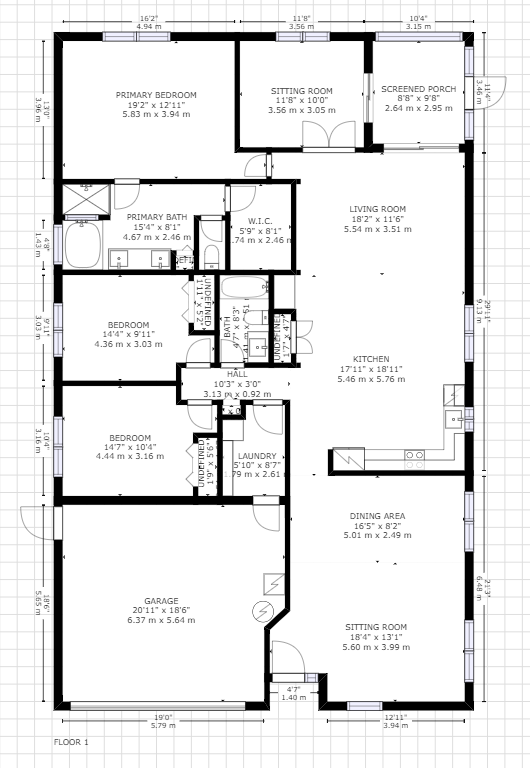 16'2"
4.94 m
11'8"
3.56 m
10'4"
3.15 m
13'0"
3.96 m
11'4"
3.46 m
PRIMARY BEDROOM
19'2" x 12'11"
5.83 m x 3.94 m
SITTING ROOM
11'8" x 10'0"
3.56 m x 3.05 m
SCREENED PORCH
8'8" x 9'8"
2.64 m x 2.95 m
PRIMARY BATH
15'4" x 8'1"
4.67 m x 2.46 m
W.I.C.
5'9" x 8'1"
.74 m x 2.46 m
LIVING ROOM
18'2" x 11'6"
5.54 m x 3.51 m
4'8"
1.43 m
UNDEFINED
1'11" x 5'2"
BATH
4'7" x 8'3"
UNDEFINED
1'7" x 4'7"
29'11"
9.13 m
9'11"
3.03 m
BEDROOM
14'4" x 9'11"
4.36 m x 3.03 m
KITCHEN
17'11" x 18'11"
5.46 m x 5.76 m
HALL
10'3" x 3'0"
3.13 m x 0.92 m
10'4"
3.16 m
BEDROOM
14'7" x 10'4"
4.44 m x 3.16 m
UNDEFINED
1'9" x 5'6"
LAUNDRY
5'10" x 8'7"
.79 m x 2.61
DINING AREA
16'5" x 8'2"
5.01 m x 2.49 m
18'6"
5.65 m
GARAGE
20'11" x 18'6"
6.37 m x 5.64 m
SITTING ROOM
18'4" x 13'1"
5.60 m x 3.99 m
21'3"
6.48 m
4'7"
1.40 m
19'0"
5.79 m
12'11"
3.94 m
FLOOR 1